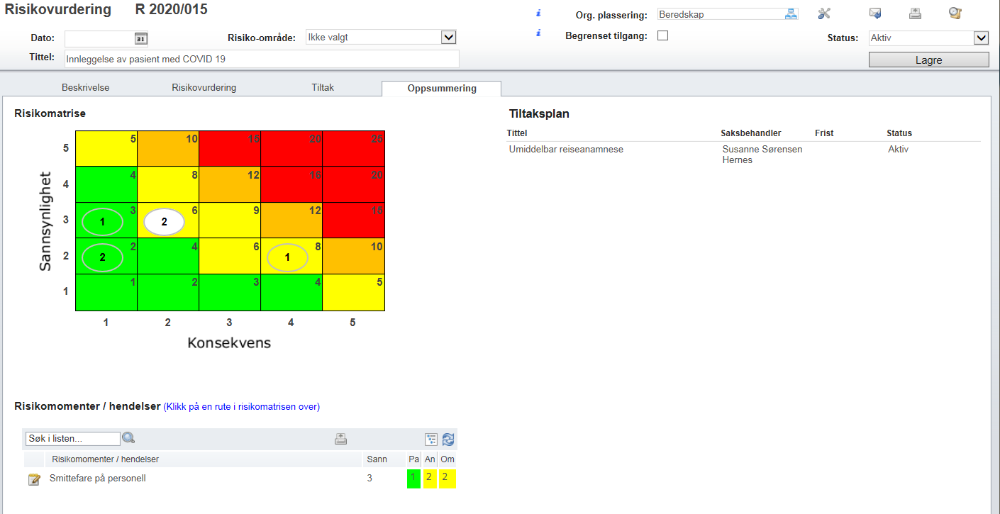 Risikovurdering R 2020/015
Org. plassering: Beredskap
Dato: 31 Risiko-område: Ikke valgt Begrenset tilgang: Status: Aktiv
Tittel: Innleggelse av pasient med COVID 19
Lagre
Beskrivelse Risikovurdering Tiltak Oppsummering
Risikomatrise
Sannsynlighet
5 5 10 15 20 25
4 4 8 12 16 20
3 3 6 9 12 15
1 2
2 2 4 6 8 10
2 1
1 1 2 3 4 5
1 2 3 4 5
Konsekvens
Tiltaksplan
Tittel Saksbehandler Frist Status
Umiddelbar reiseanamnese Susanne Sørensen Aktiv
Hernes
Risikomomenter / hendelser (Klikk på en rute i risikomatrisen over)
Søk i listen...
Risikomomenter / hendelser Sann Pa An Om
Smittefare på personell 3 1 2 2